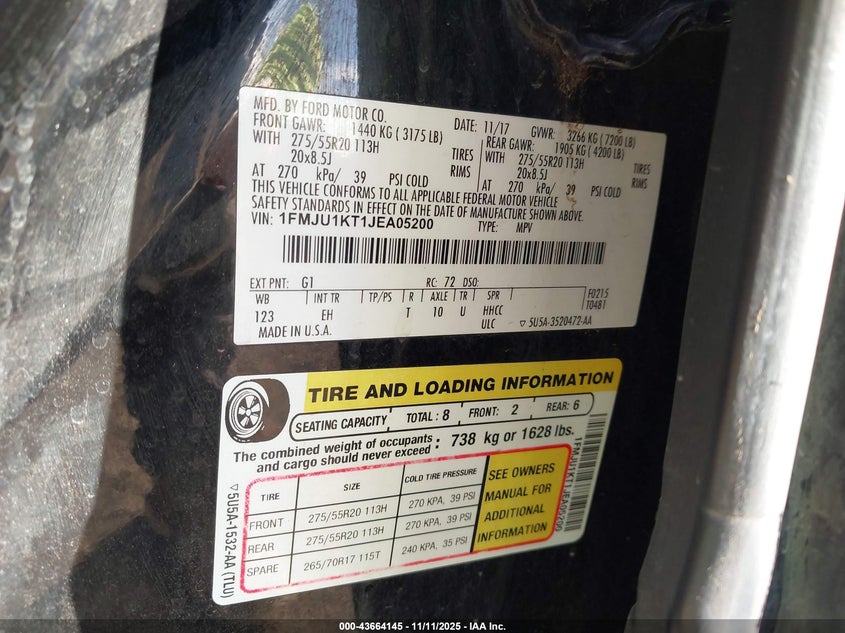 MFD. BY FORD MOTOR CO.
DATE: 11/17 GVWR: 3266 KG ( 7200 LB)
FRONT GAWR: 1440 KG ( 3175 LB) REAR GAWR: 1905 KG ( 4200 LB)
WITH 275/55R20 113H TIRES WITH 275/55R20 113H TIRES
20x8.5J RIMS 20x8.5J RIMS
AT 270 kPa/ 39 PSI COLD AT 270 kPa/ 39 PSI COLD
THIS VEHICLE CONFORMS TO ALL APPLICABLE FEDERAL MOTOR VEHICLE
SAFETY STANDARDS IN EFFECT ON THE DATE OF MANUFACTURE SHOWN ABOVE.
VIN: 1FMJU1KT1JEA05200 TYPE: MPV
EXT PNT: G1 RC: 72 DSO: F0215
WB INT TR TP/PS R AXLE TR SPR T0481
123 EH T 10 U HHCC
ULC
MADE IN U.S.A. ▽ 5U5A-3520472-AA
TIRE AND LOADING INFORMATION
SEATING CAPACITY TOTAL : 8 FRONT: 2 REAR: 6
The combined weight of occupants and cargo should never exceed : 738 kg or 1628 lbs.
TIRE SIZE COLD TIRE PRESSURE
FRONT 275/55R20 113H 270 KPA, 39 PSI
REAR 275/55R20 113H 270 KPA, 39 PSI
SPARE 265/70R17 115T 240 KPA, 35 PSI
SEE OWNERS
MANUAL FOR
ADDITIONAL
INFORMATION
▽5U5A-1532-AA (TLU)
1FMJU1KT1JEA05200
000-43664145 - 11/11/2025 - IAA Inc.